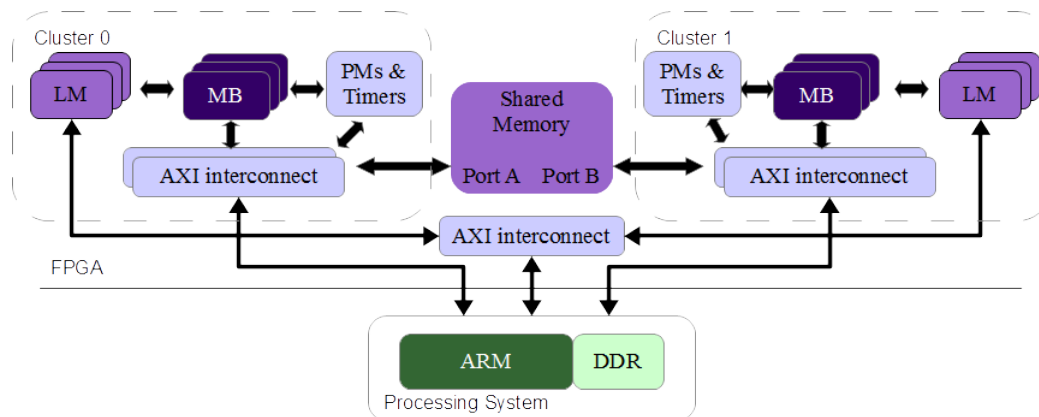 Cluster 0
LM
MB
PMs &
Timers
AXI interconnect
Shared
Memory
Port A Port B
Cluster 1
PMs &
Timers
MB
LM
AXI interconnect
AXI interconnect
FPGA
ARM
DDR
Processing System